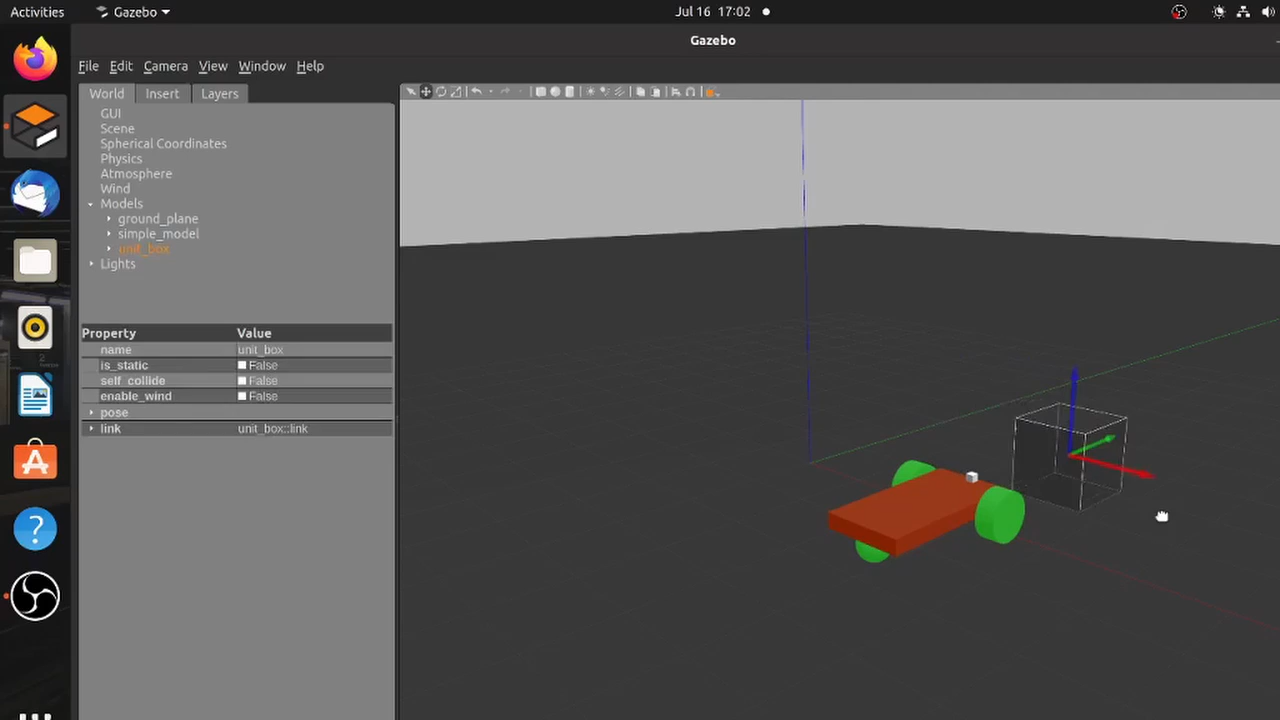 Activities Gazebo Jul 16 17:02
Gazebo
File Edit Camera View Window Help
World Insert Layers
GUI
Scene
Spherical Coordinates
Physics
Atmosphere
Wind
Models
ground_plane
simple_model
unit_box
Lights
Property Value
name unit_box
is_static False
self_collide False
enable_wind False
pose
link unit_box::link